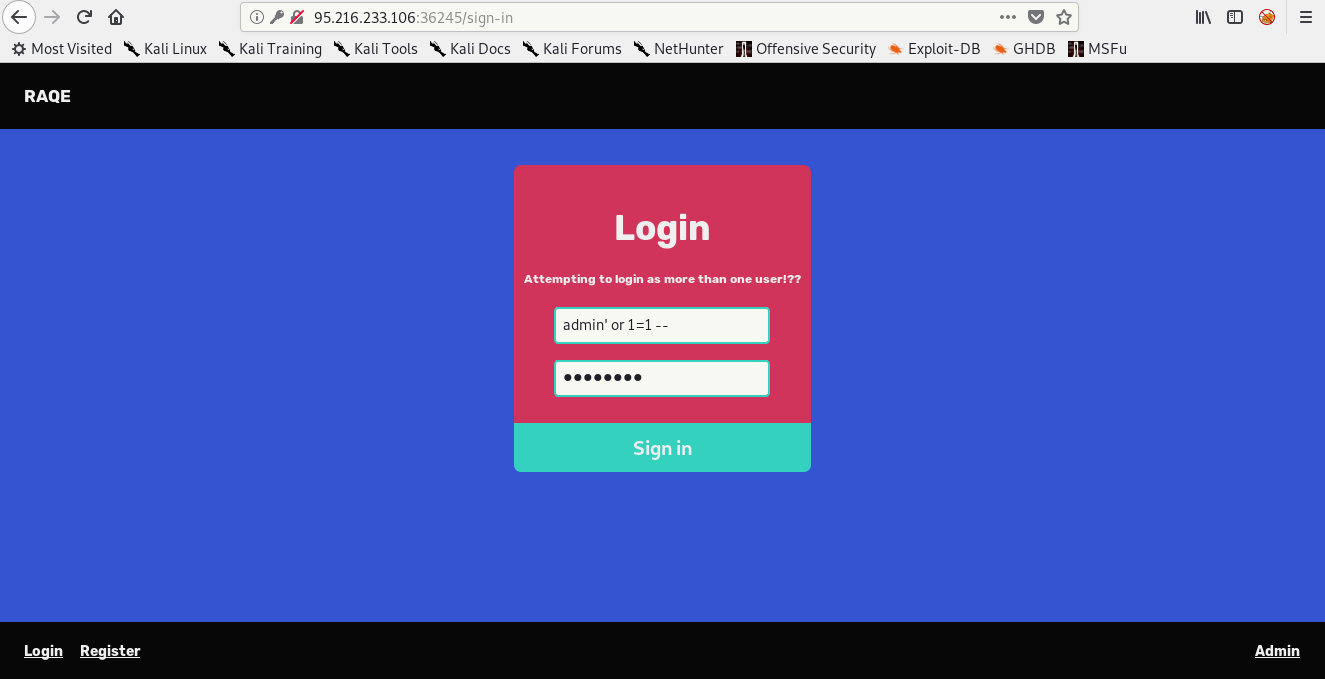 95.216.233.106:36245/sign-in
Most Visited Kali Linux Kali Training Kali Tools Kali Docs Kali Forums NetHunter Offensive Security Exploit-DB GHDB MSFu
RAQE
Login
Attempting to login as more than one user!??
admin' or 1=1 --
●●●●●●●●
Sign in
Login Register Admin